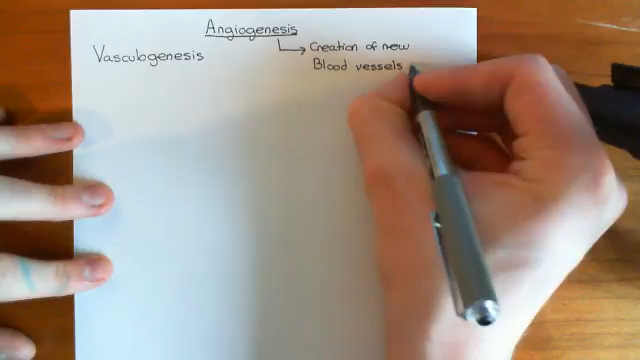 Angiogenesis
Creation of new
Vasculogenesis
Blood vessels